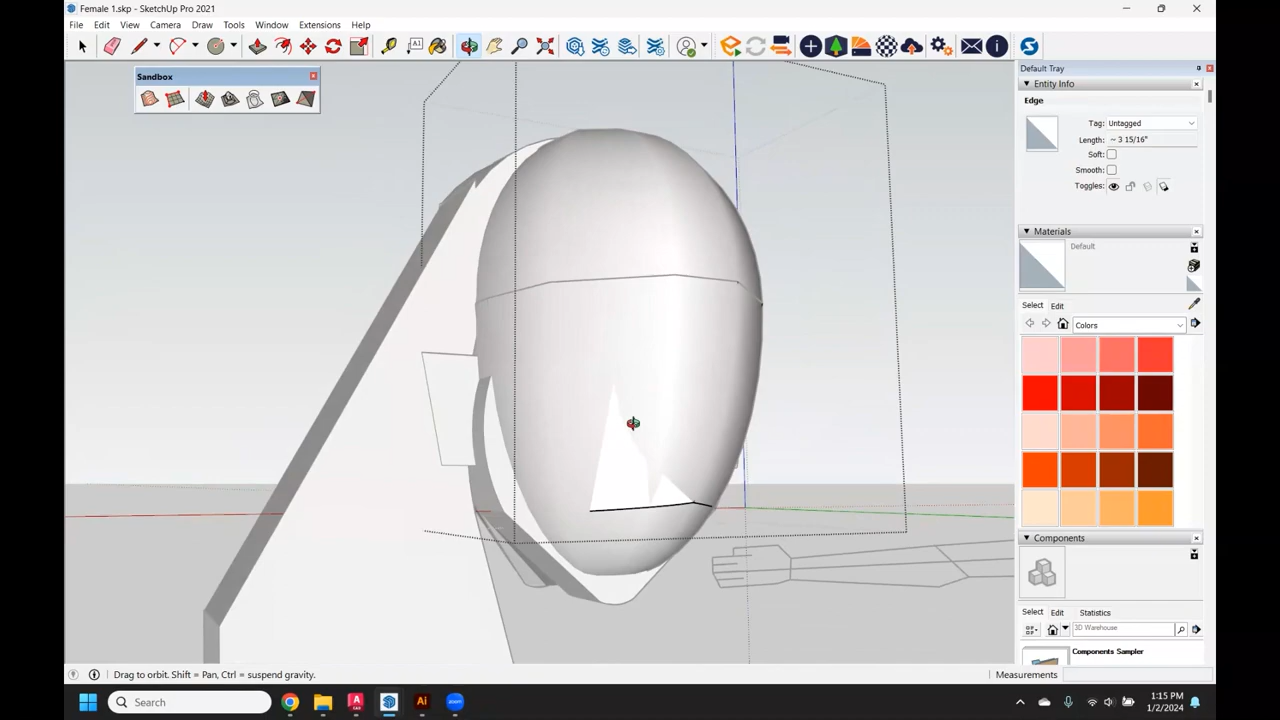 Female 1.skp - SketchUp Pro 2021
File Edit View Camera Draw Tools Window Extensions Help
Sandbox
Default Tray
Entity Info
Edge
Tag: Untagged
Length: ~ 3 15/16"
Soft:
Smooth:
Toggles:
Materials
Default
Select Edit
Colors
Components
Select Edit Statistics
3D Warehouse
Components Sampler
Drag to orbit. Shift = Pan, Ctrl = suspend gravity.
Measurements
Search
1:15 PM
1/2/2024